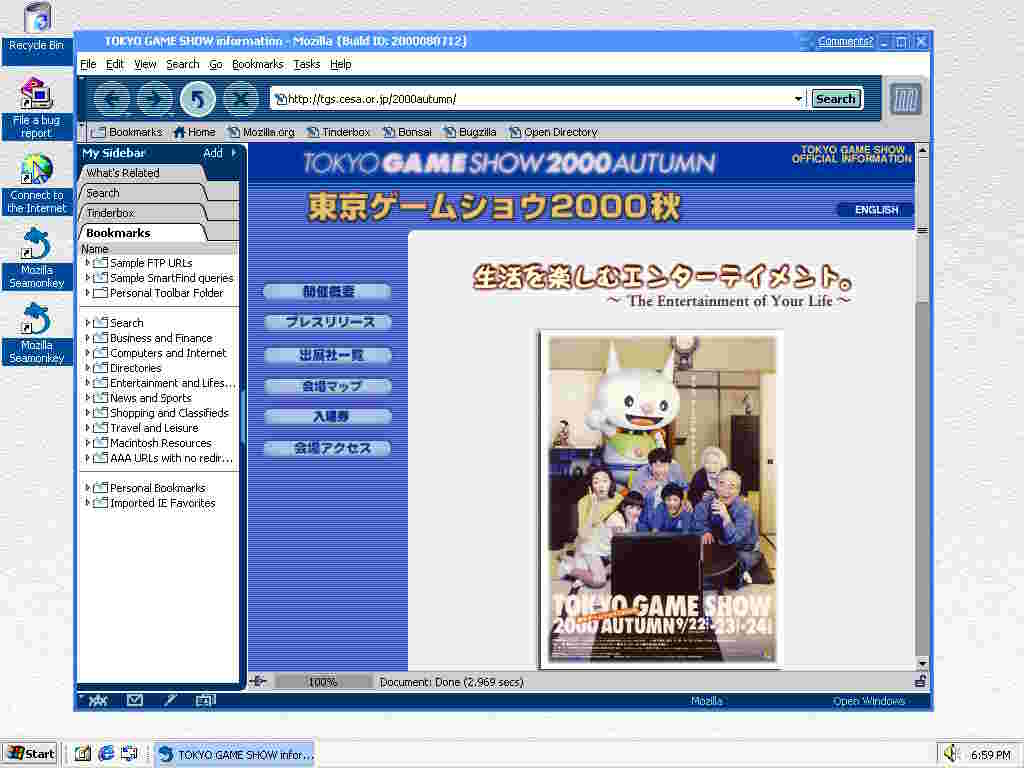 Recycle Bin
File a bug
report
Connect to
the Internet
Mozilla
Seamonkey
Mozilla
Seamonkey
TOKYO GAME SHOW information - Mozilla {Build ID: 2000080712}
Comments?
File Edit View Search Go Bookmarks Tasks Help
http://tgs.cesa.or.jp/2000autumn/
Search
Bookmarks Home Mozilla.org Tinderbox Bonsai Bugzilla Open Directory
My Sidebar Add
What's Related
Search
Tinderbox
Bookmarks
Name
Sample FTP URLs
Sample SmartFind queries
Personal Toolbar Folder
Search
Business and Finance
Computers and Internet
Directories
Entertainment and Lifes...
News and Sports
Shopping and Classifieds
Travel and Leisure
Macintosh Resources
AAA URLs with no redir...
Personal Bookmarks
Imported IE Favorites
TOKYO GAME SHOW 2000 AUTUMN
TOKYO GAME SHOW
OFFICIAL INFORMATION
東京ゲームショウ2000秋
ENGLISH
開催概要
プレスリリース
出展社一覧
会場マップ
入場券
会場アクセス
生活を楽しむエンターテイメント。
～ The Entertainment of Your Life ～
TOKYO GAME SHOW
2000 AUTUMN 9/22-23-24
100%
Document: Done (2.969 secs)
Mozilla
Open Windows
Start
TOKYO GAME SHOW infor...
6:59 PM